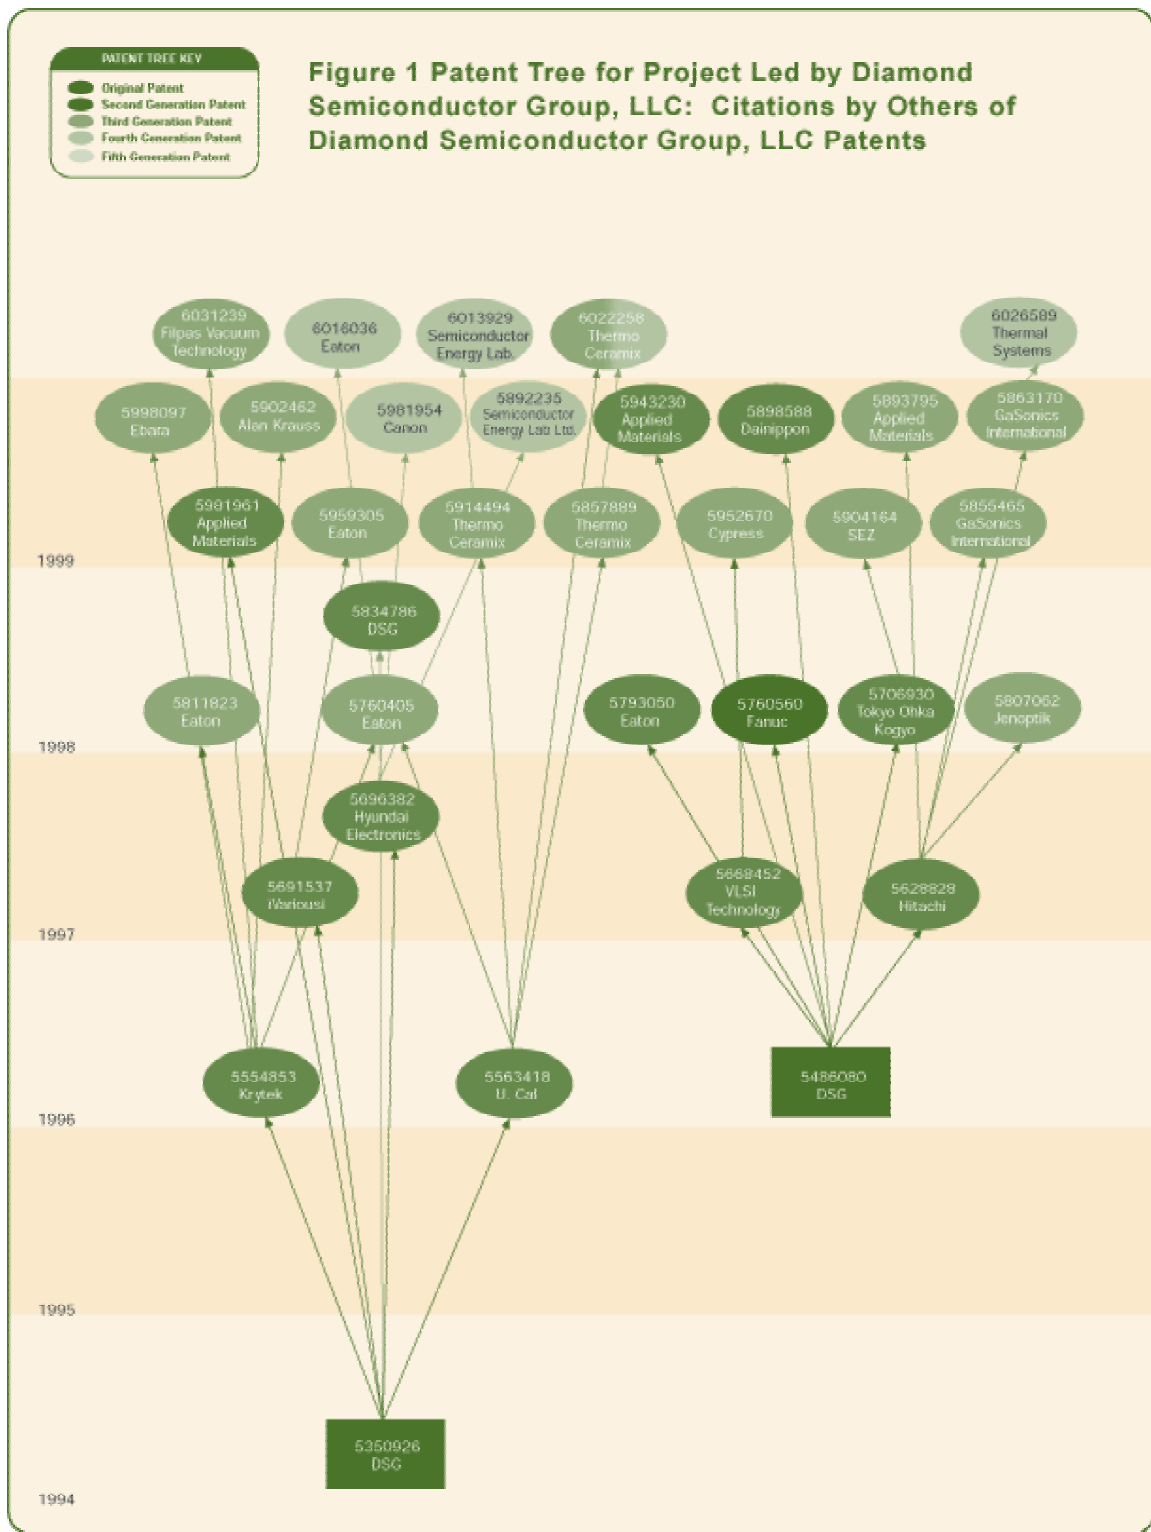 PATENT TREE KEY
Original Patent
Second Generation Patent
Third Generation Patent
Fourth Generation Patent
Fifth Generation Patent
Figure 1 Patent Tree for Project Led by Diamond
Semiconductor Group, LLC: Citations by Others of
Diamond Semiconductor Group, LLC Patents
6031239
Filpas Vacuum
Technology
6016036
Eaton
6013929
Semiconductor
Energy Lab.
6022258
Thermo
Ceramix
6026589
Thermal
Systems
5998097
Ebara
5902462
Alan Krauss
5981954
Canon
5892235
Semiconductor
Energy Lab Ltd.
5943230
Applied
Materials
5898588
Dainippon
5893795
Applied
Materials
5863170
GaSonics
International
5981961
Applied
Materials
5959305
Eaton
5914494
Thermo
Ceramix
5857889
Thermo
Ceramix
5952670
Cypress
5904164
SEZ
5855465
GaSonics
International
1999
5834786
DSG
5811823
Eaton
5760405
Eaton
5793050
Eaton
5760560
Fanuc
5706930
Tokyo Ohka
Kogyo
5807062
Jenoptik
1998
5696382
Hyundai
Electronics
5691537
iVariousi
5668452
VLSI
Technology
5628828
Hitachi
1997
5554853
Krytek
5563418
U. Cal
5486080
DSG
1996
1995
5350926
DSG
1994